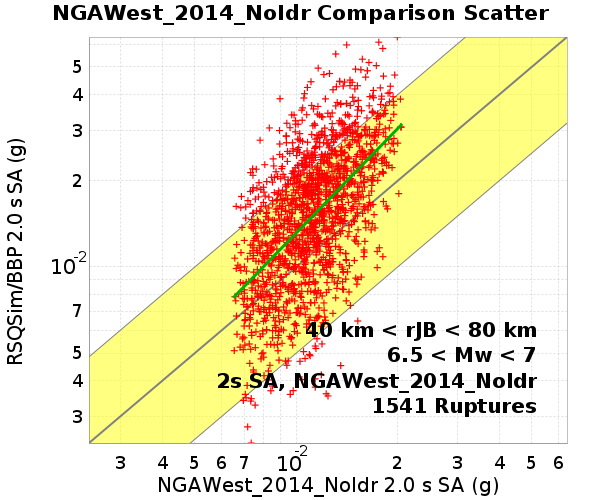 NGAWest_2014_NoIdr Comparison Scatter
RSQSim/BBP 2.0 s SA (g)
5
4
3
2
10-2
7
5
4
3
40 km < rJB < 80 km
6.5 < Mw < 7
2s SA, NGAWest_2014_NoIdr
1541 Ruptures
3 4 5 6 7 10-2 2 3 4 5 6
NGAWest_2014_NoIdr 2.0 s SA (g)